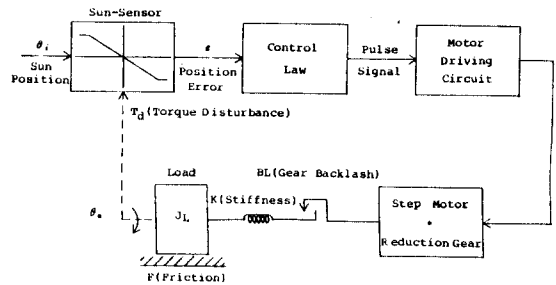 Sun-Sensor
θi
Sun
Position
e
Position
Error
Control
Law
Pulse
Signal
Motor
Driving
Circuit
Td(Torque Disturbance)
Load
BL(Gear Backlash)
K(Stiffness)
θo
JL
Step Motor
+
Reduction Gear
F(Friction)